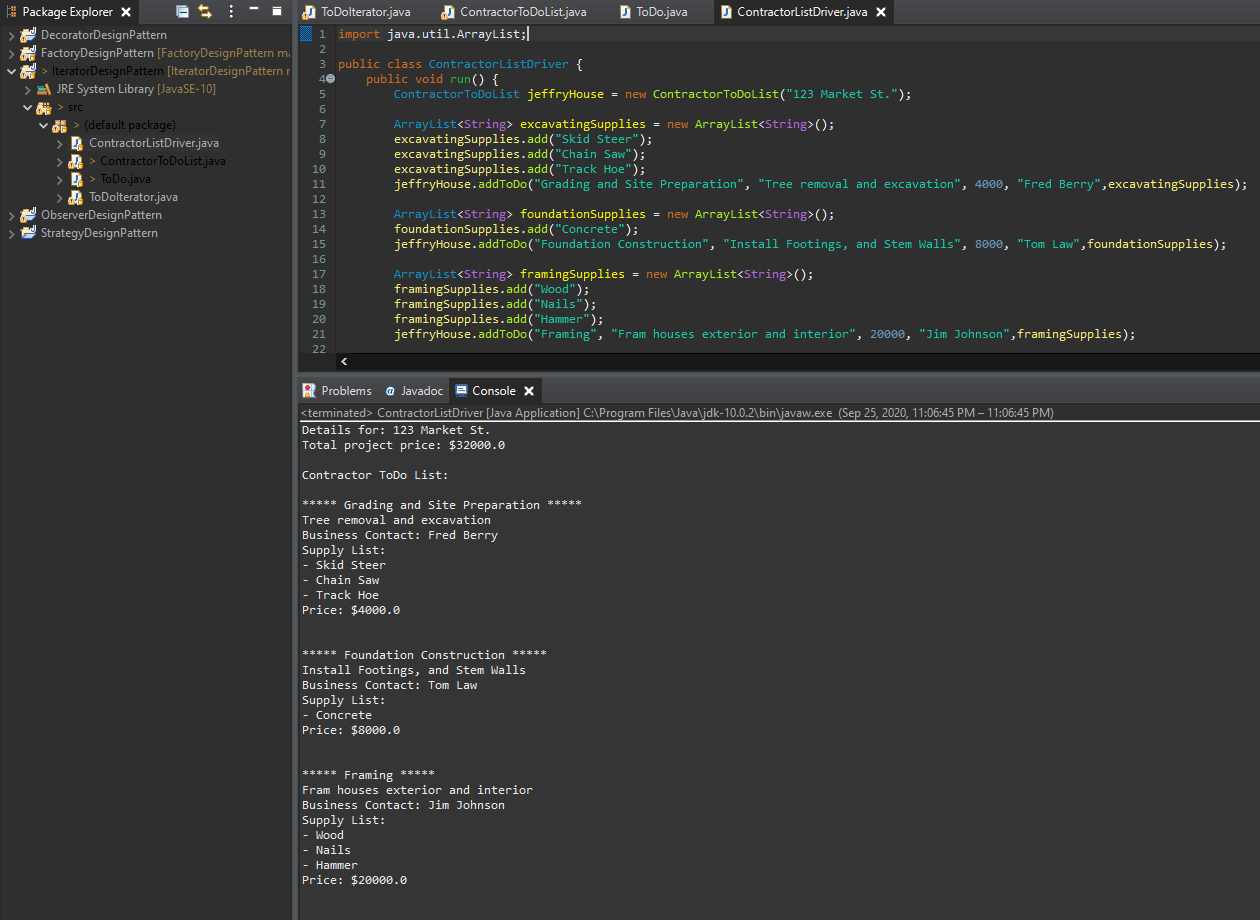 Package Explorer
DecoratorDesignPattern
FactoryDesignPattern [FactoryDesignPattern ma
> IteratorDesignPattern [IteratorDesignPattern r
JRE System Library [JavaSE-10]
> src
> (default package)
ContractorListDriver.java
> ContractorToDoList.java
> ToDo.java
ToDoIterator.java
ObserverDesignPattern
StrategyDesignPattern
ToDoIterator.java ContractorToDoList.java ToDo.java ContractorListDriver.java
1 import java.util.ArrayList;
2
3 public class ContractorListDriver {
4 public void run() {
5 ContractorToDoList jeffryHouse = new ContractorToDoList("123 Market St.");
6
7 ArrayList<String> excavatingSupplies = new ArrayList<String>();
8 excavatingSupplies.add("Skid Steer");
9 excavatingSupplies.add("Chain Saw");
10 excavatingSupplies.add("Track Hoe");
11 jeffryHouse.addToDo("Grading and Site Preparation", "Tree removal and excavation", 4000, "Fred Berry",excavatingSupplies);
12
13 ArrayList<String> foundationSupplies = new ArrayList<String>();
14 foundationSupplies.add("Concrete");
15 jeffryHouse.addToDo("Foundation Construction", "Install Footings, and Stem Walls", 8000, "Tom Law",foundationSupplies);
16
17 ArrayList<String> framingSupplies = new ArrayList<String>();
18 framingSupplies.add("Wood");
19 framingSupplies.add("Nails");
20 framingSupplies.add("Hammer");
21 jeffryHouse.addToDo("Framing", "Fram houses exterior and interior", 20000, "Jim Johnson",framingSupplies);
22
Problems @ Javadoc Console
<terminated> ContractorListDriver [Java Application] C:\Program Files\Java\jdk-10.0.2\bin\javaw.exe (Sep 25, 2020, 11:06:45 PM – 11:06:45 PM)
Details for: 123 Market St.
Total project price: $32000.0
Contractor ToDo List:
***** Grading and Site Preparation *****
Tree removal and excavation
Business Contact: Fred Berry
Supply List:
- Skid Steer
- Chain Saw
- Track Hoe
Price: $4000.0
***** Foundation Construction *****
Install Footings, and Stem Walls
Business Contact: Tom Law
Supply List:
- Concrete
Price: $8000.0
***** Framing *****
Fram houses exterior and interior
Business Contact: Jim Johnson
Supply List:
- Wood
- Nails
- Hammer
Price: $20000.0